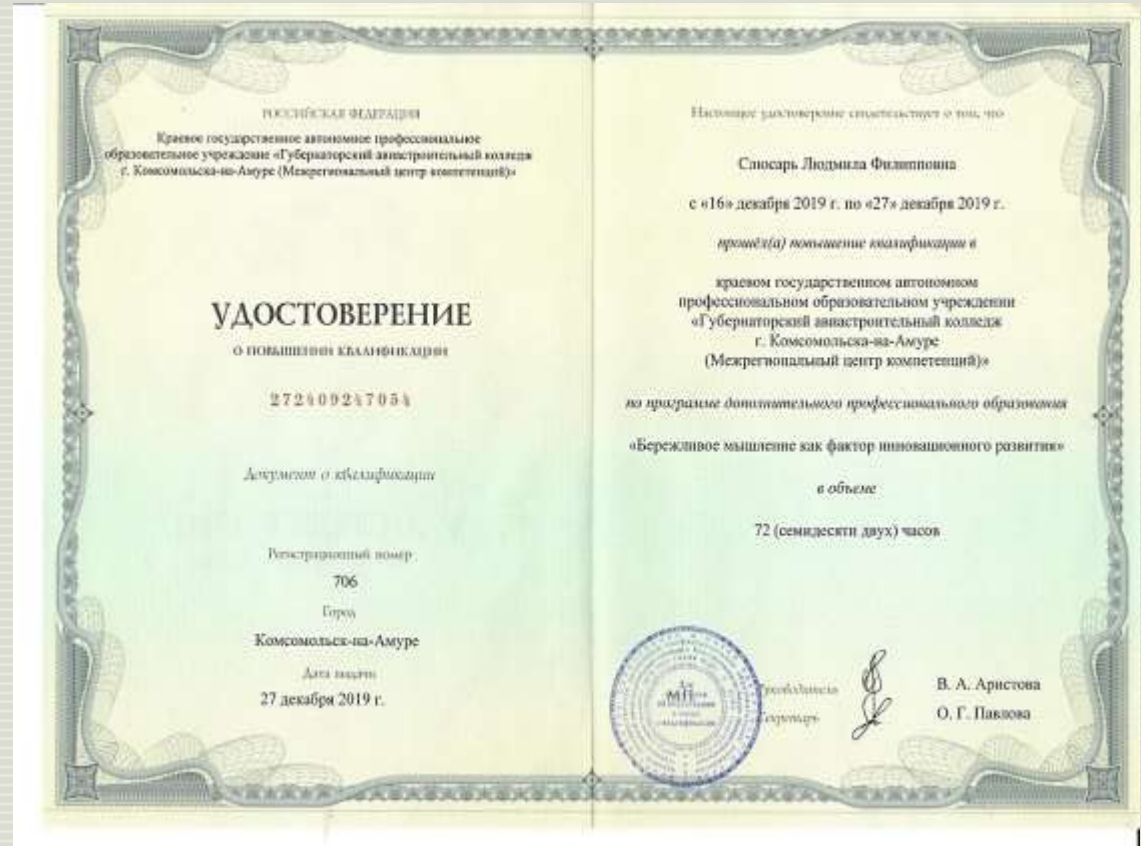 РОССИЙСКАЯ ФЕДЕРАЦИЯ
Краевое государственное автономное профессиональное
образовательное учреждение «Губернаторский авиастроительный колледж
г. Комсомольска-на-Амуре (Межрегиональный центр компетенций)»
УДОСТОВЕРЕНИЕ
О ПОВЫШЕНИИ КВАЛИФИКАЦИИ
272409247054
Документ о квалификации
Регистрационный номер
706
Город
Комсомольск-на-Амуре
Дата выдачи
27 декабря 2019 г.
Настоящее удостоверение свидетельствует о том, что
Слюсарь Людмила Филипповна
с «16» декабря 2019 г. по «27» декабря 2019 г.
прошёл(а) повышение квалификации в
краевом государственном автономном
профессиональном образовательном учреждении
«Губернаторский авиастроительный колледж
г. Комсомольска-на-Амуре
(Межрегиональный центр компетенций)»
по программе дополнительного профессионального образования
«Бережливое мышление как фактор инновационного развития»
в объеме
72 (семидесяти двух) часов
МП
Руководитель
В. А. Аристова
Секретарь
О. Г. Павлова